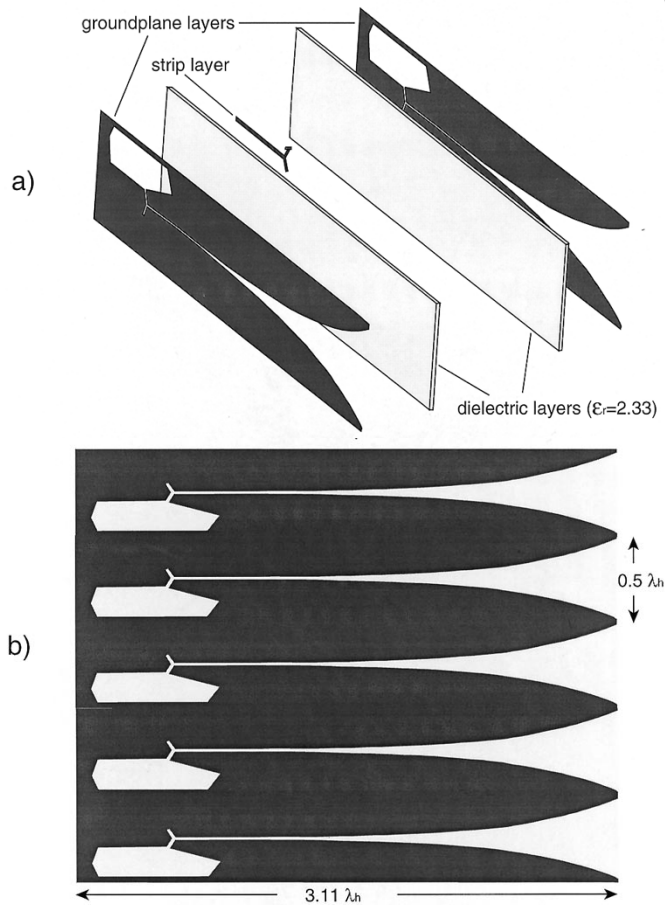 groundplane layers
strip layer
a)
dielectric layers (εr=2.33)
b)
0.5 λh
3.11 λh